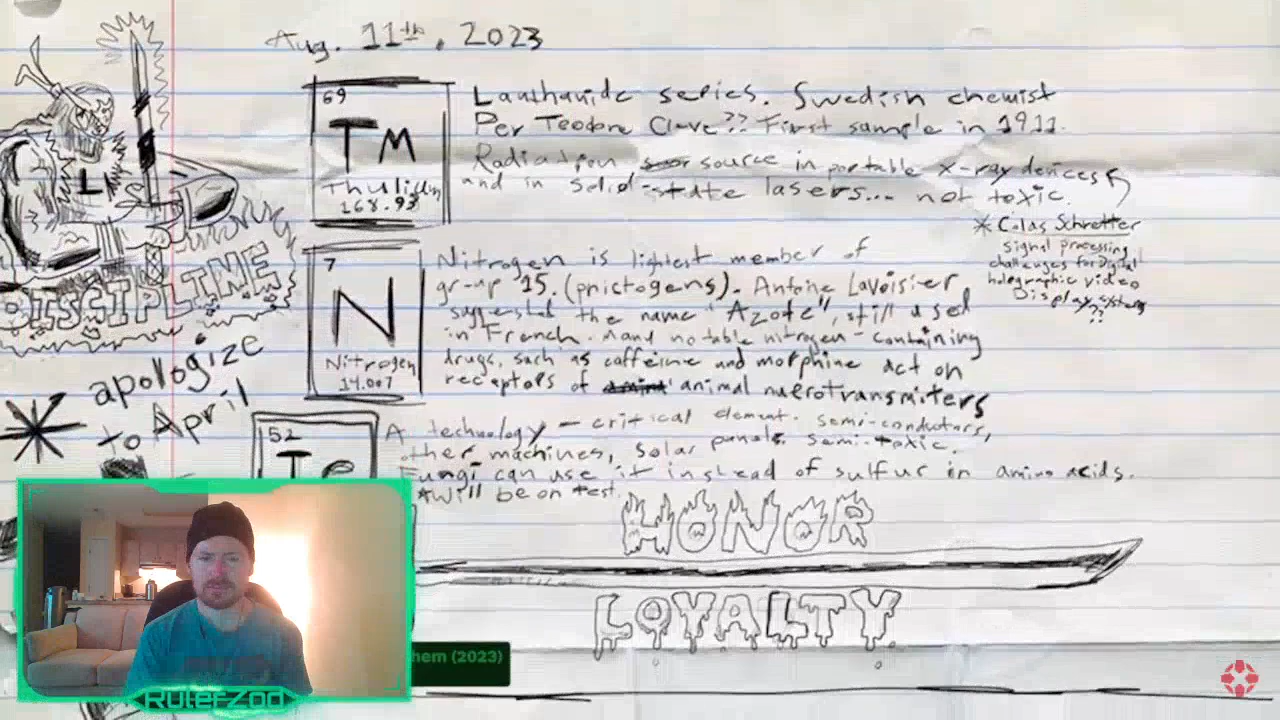 Aug. 11th, 2023
69
TM
Thulium
168.93
Lanthanide series. Swedish chemist
Per Teodore Cleve?? First sample in 1911.
Radiation source in portable x-ray devices
and in solid-state lasers... not toxic.
* Colas Schretter
signal processing
challenges for Digital
holographic video
Display systems
??
L
DISCIPLINE
7
N
Nitrogen
14.007
Nitrogen is lightest member of
group 15. (pnictogens). Antoine Lavoisier
suggested the name "Azote", still used
in French. Many notable nitrogen-containing
drugs, such as caffeine and morphine act on
receptors of animal nuerotransmiters
* apologize
to April
52
Te
A technology-critical element. semi-conductors,
other machines, solar panels. semi-toxic.
Fungi can use it instead of sulfur in amino acids.
*Will be on test.
HONOR
LOYALTY
hem (2023)
RulerZod